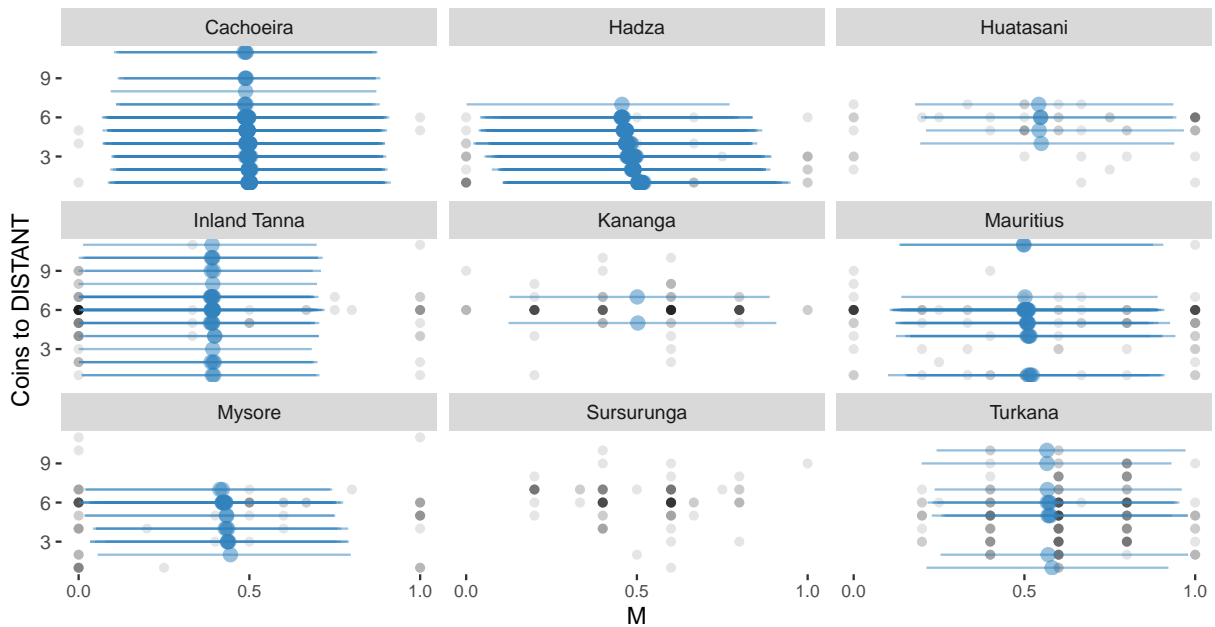 Cachoeira Hadza Huatasani
9
6
3
Inland Tanna Kananga Mauritius
9
6
3
Coins to DISTANT
Mysore Sursurunga Turkana
9
6
3
0.0 0.5 1.0 0.0 0.5 1.0 0.0 0.5 1.0
M